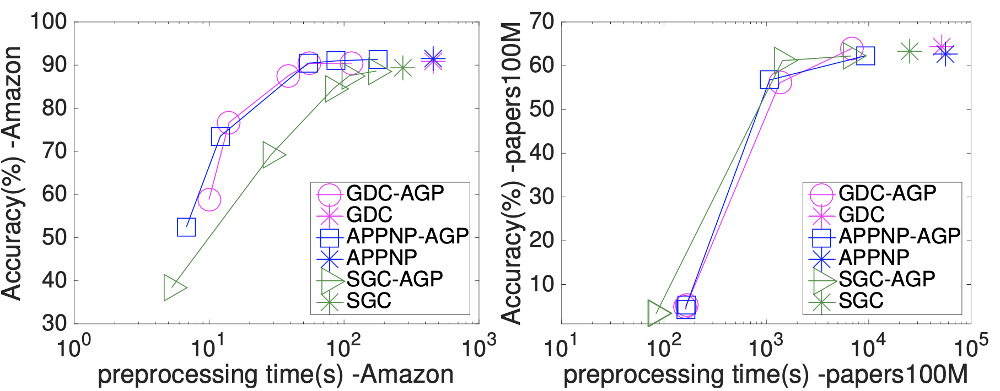 Accuracy(%) -Amazon
100
90
80
70
60
50
40
30
10^0
10^1
10^2
10^3
preprocessing time(s) -Amazon
GDC-AGP
GDC
APPNP-AGP
APPNP
SGC-AGP
SGC
Accuracy(%) -papers100M
70
60
50
40
30
20
10
10^1
10^2
10^3
10^4
10^5
preprocessing time(s) -papers100M
GDC-AGP
GDC
APPNP-AGP
APPNP
SGC-AGP
SGC